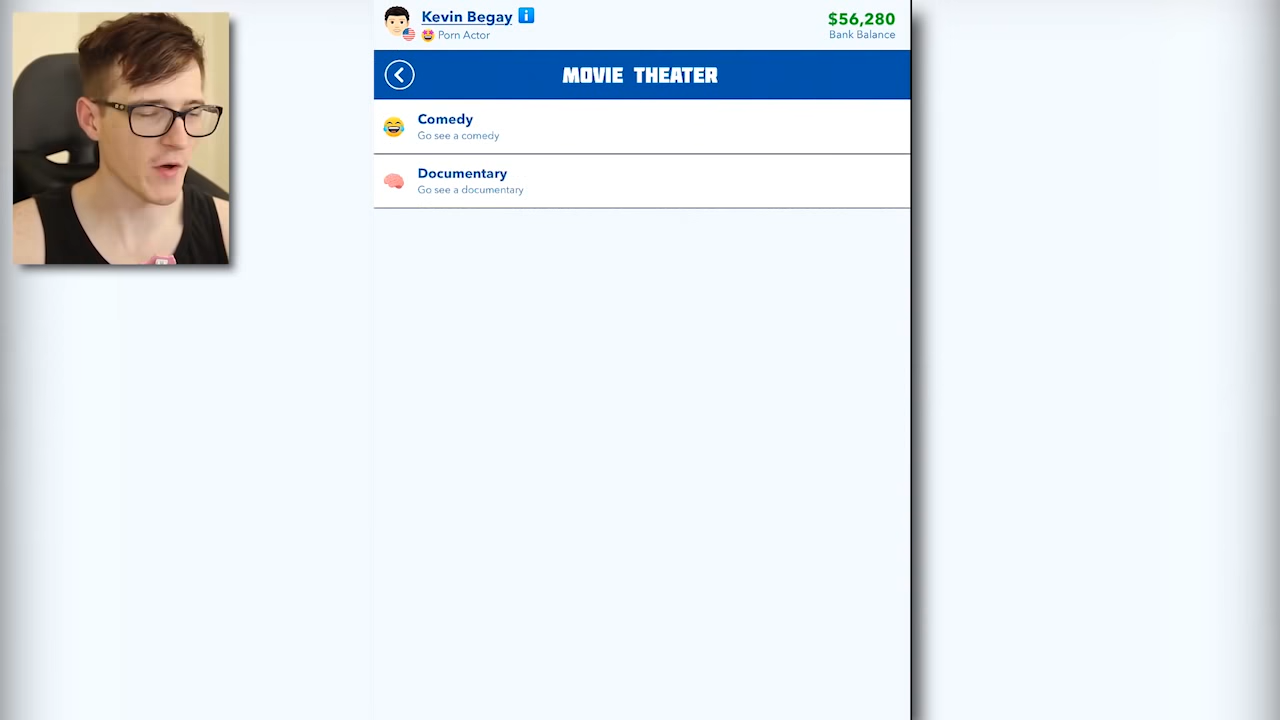 Kevin Begay
Porn Actor
$56,280
Bank Balance
MOVIE THEATER
Comedy
Go see a comedy
Documentary
Go see a documentary